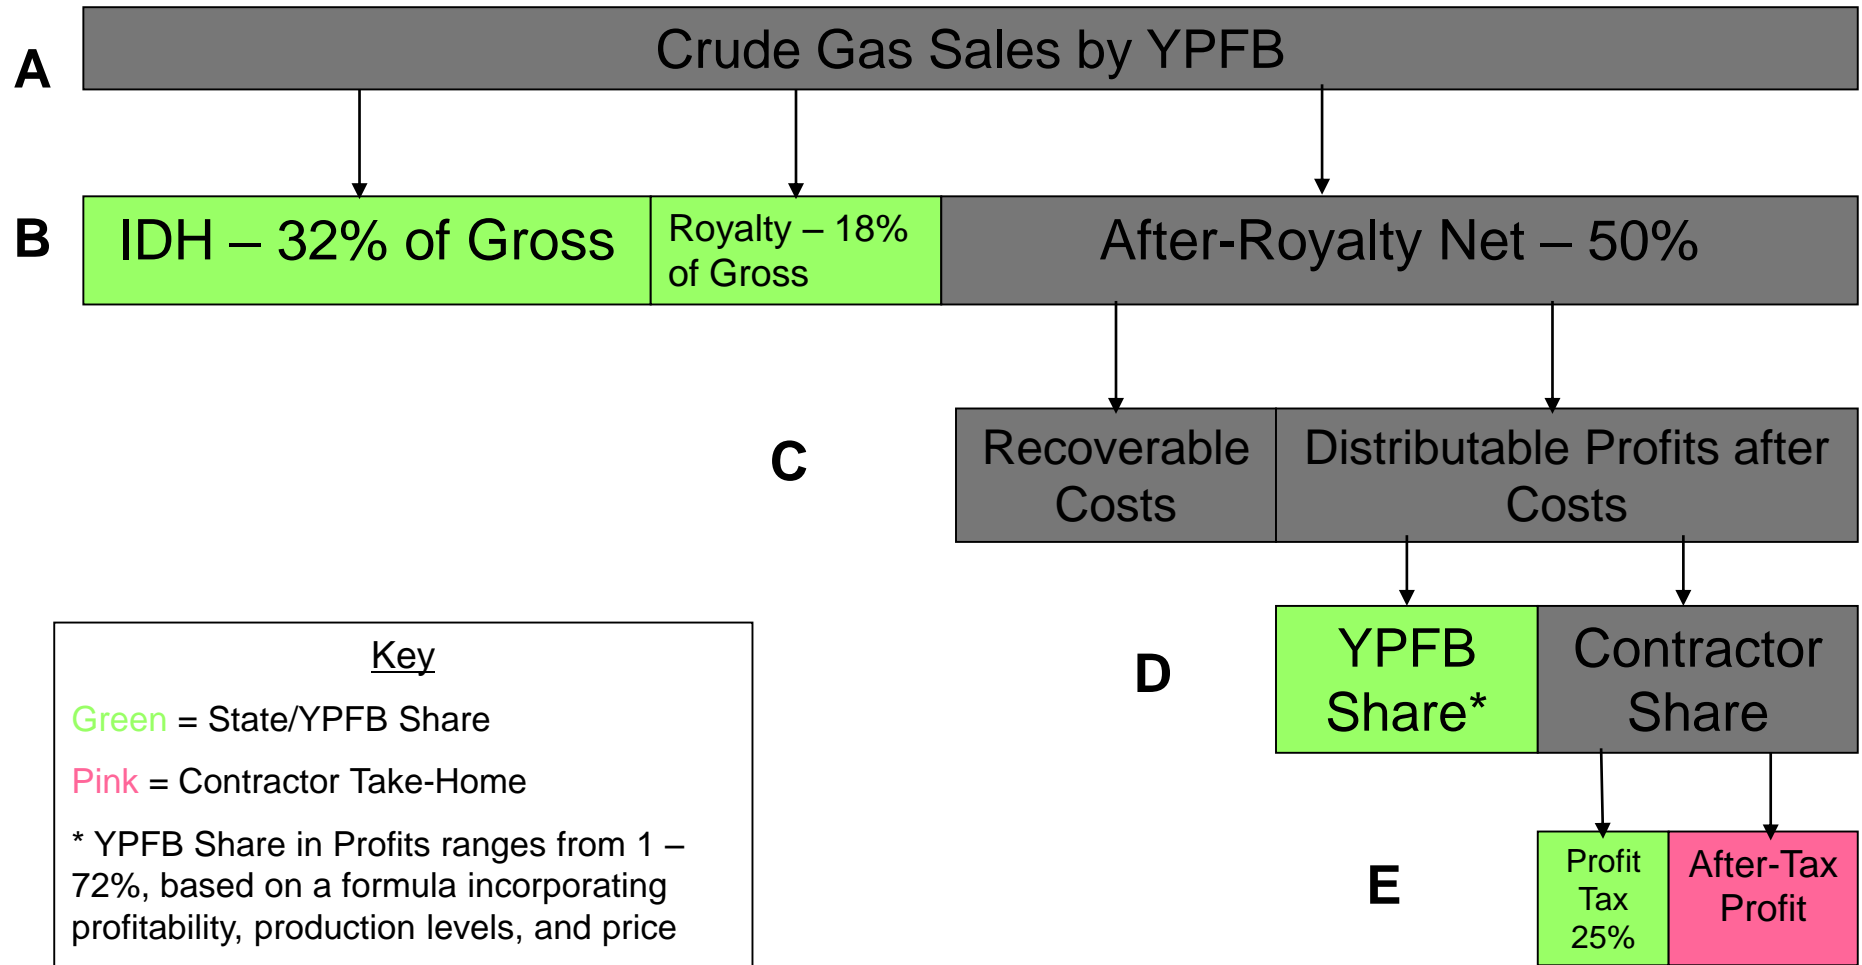 A
Crude Gas Sales by YPFB
B
IDH – 32% of Gross
Royalty – 18%
of Gross
After-Royalty Net – 50%
C
Recoverable
Costs
Distributable Profits after
Costs
D
YPFB
Share*
Contractor
Share
E
Profit
Tax
25%
After-Tax
Profit
Key
Green = State/YPFB Share
Pink = Contractor Take-Home
* YPFB Share in Profits ranges from 1 –
72%, based on a formula incorporating
profitability, production levels, and price